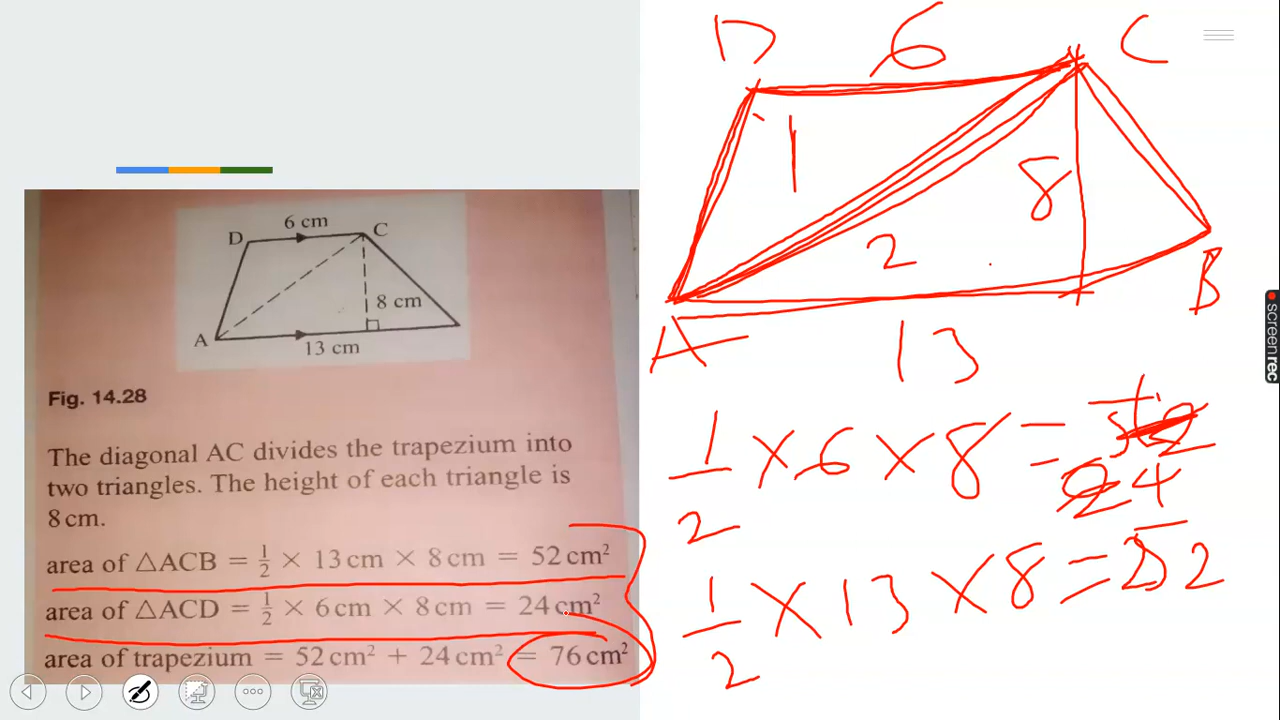 6 cm
D
C
8 cm
A
13 cm
Fig. 14.28
The diagonal AC divides the trapezium into
two triangles. The height of each triangle is
8 cm.
area of △ACB = ½ × 13 cm × 8 cm = 52 cm²
area of △ACD = ½ × 6 cm × 8 cm = 24 cm²
area of trapezium = 52 cm² + 24 cm² = 76 cm²
D 6 C
1
8
2
B
A
13
½ × 6 × 8 =
24
½ × 13 × 8 = 52
screenrec